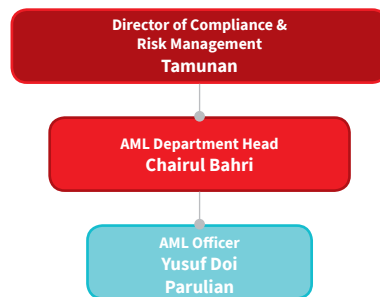 Director of Compliance &
Risk Management
Tamunan
AML Department Head
Chairul Bahri
AML Officer
Yusuf Doi
Parulian